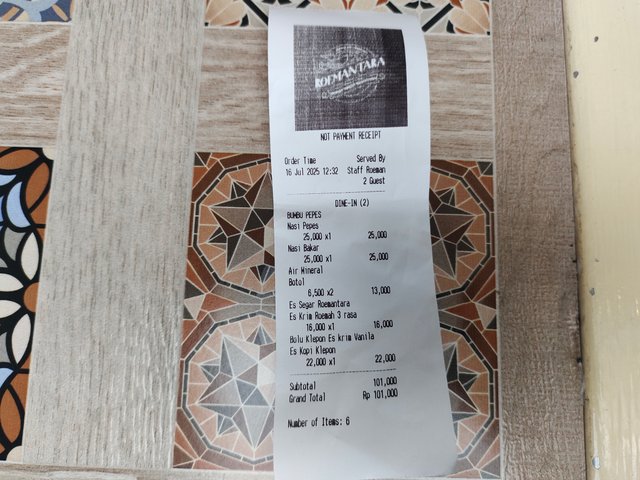 ROEMANTARA
NOT PAYMENT RECEIPT
Order Time Served By
16 Jul 2025 12:32 Staff Roeman
2 Guest
DINE-IN (2)
BUMBU PEPES
Nasi Pepes
25,000 x1 25,000
Nasi Bakar
25,000 x1 25,000
Air Mineral
Botol
6,500 x2 13,000
Es Segar Roemantara
Es Krim Roemah 3 rasa
16,000 x1 16,000
Bolu Klepon Es krim Vanila
Es Kopi Klepon
22,000 x1 22,000
Subtotal 101,000
Grand Total Rp 101,000
Number of Items: 6